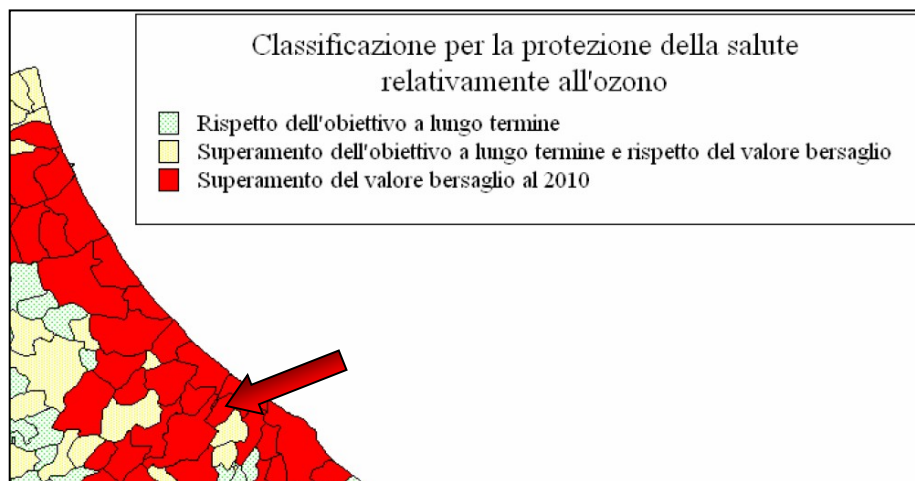 Classificazione per la protezione della salute
relativamente all'ozono
Rispetto dell'obiettivo a lungo termine
Superamento dell'obiettivo a lungo termine e rispetto del valore bersaglio
Superamento del valore bersaglio al 2010